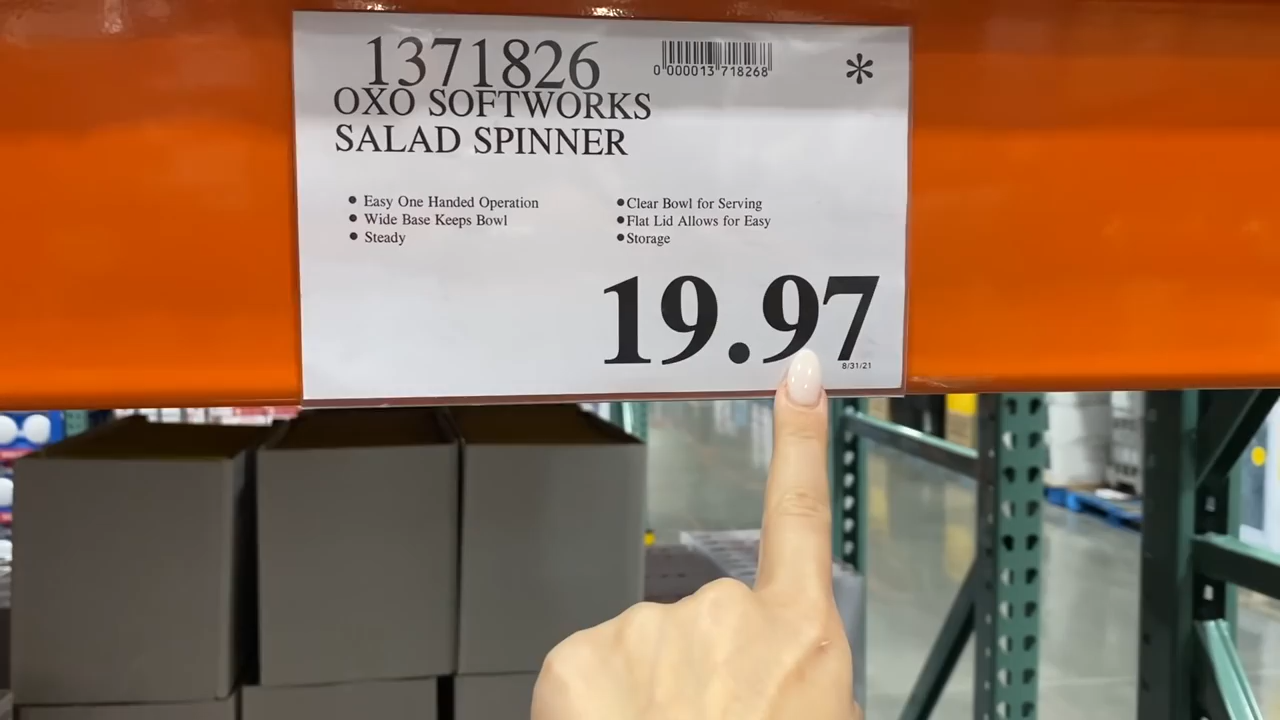 1371826
0 000013 718268
*
OXO SOFTWORKS
SALAD SPINNER
• Easy One Handed Operation
• Wide Base Keeps Bowl
• Steady
• Clear Bowl for Serving
• Flat Lid Allows for Easy
• Storage
19.97
8/31/21